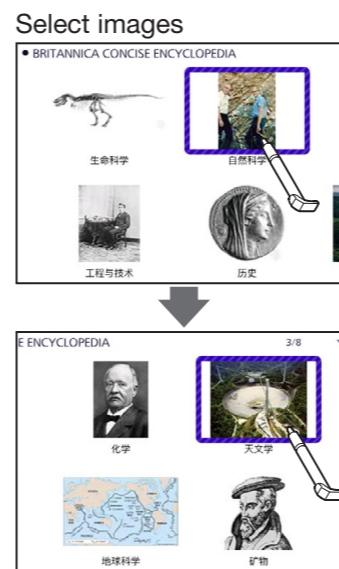 Select images
• BRITANNICA CONCISE ENCYCLOPEDIA
生命科学
自然科学
工程与技术
历史
E ENCYCLOPEDIA
3/8
化学
天文学
地球科学
矿物